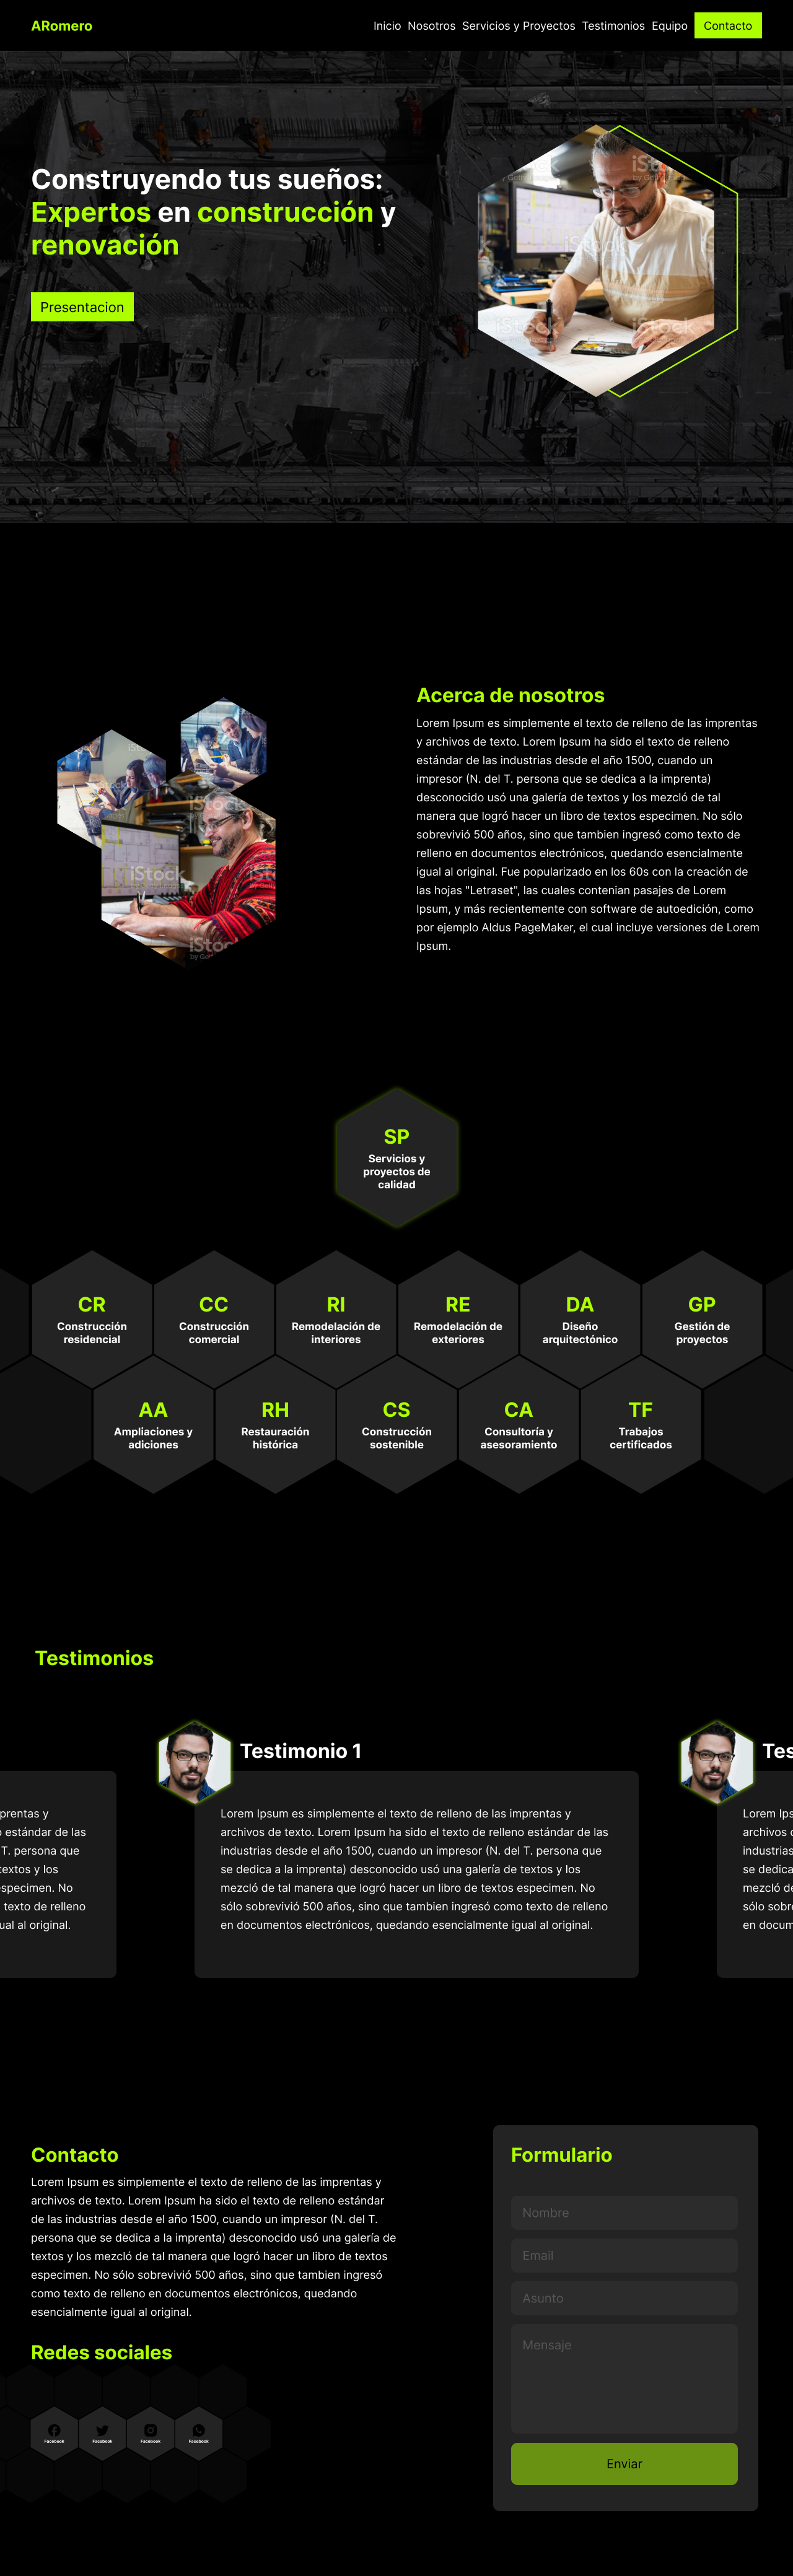 ARomero
Inicio Nosotros Servicios y Proyectos Testimonios Equipo Contacto
Construyendo tus sueños:
Expertos en construcción y
renovación
Presentacion
iStock
iStock
iStock
Acerca de nosotros
Lorem Ipsum es simplemente el texto de relleno de las imprentas
y archivos de texto. Lorem Ipsum ha sido el texto de relleno
estándar de las industrias desde el año 1500, cuando un
impresor (N. del T. persona que se dedica a la imprenta)
desconocido usó una galería de textos y los mezcló de tal
manera que logró hacer un libro de textos especimen. No sólo
sobrevivió 500 años, sino que tambien ingresó como texto de
relleno en documentos electrónicos, quedando esencialmente
igual al original. Fue popularizado en los 60s con la creación de
las hojas "Letraset", las cuales contenian pasajes de Lorem
Ipsum, y más recientemente con software de autoedición, como
por ejemplo Aldus PageMaker, el cual incluye versiones de Lorem
Ipsum.
iStock
SP
Servicios y
proyectos de
calidad
CR
Construcción
residencial
CC
Construcción
comercial
RI
Remodelación de
interiores
RE
Remodelación de
exteriores
DA
Diseño
arquitectónico
GP
Gestión de
proyectos
AA
Ampliaciones y
adiciones
RH
Restauración
histórica
CS
Construcción
sostenible
CA
Consultoría y
asesoramiento
TF
Trabajos
certificados
Testimonios
prentas y
estándar de las
T. persona que
textos y los
especimen. No
texto de relleno
ual al original.
Testimonio 1
Lorem Ipsum es simplemente el texto de relleno de las imprentas y
archivos de texto. Lorem Ipsum ha sido el texto de relleno estándar de las
industrias desde el año 1500, cuando un impresor (N. del T. persona que
se dedica a la imprenta) desconocido usó una galería de textos y los
mezcló de tal manera que logró hacer un libro de textos especimen. No
sólo sobrevivió 500 años, sino que tambien ingresó como texto de relleno
en documentos electrónicos, quedando esencialmente igual al original.
Tes
Lorem Ips
archivos
industrias
se dedica
mezcló de
sólo sobre
en docum
Contacto
Lorem Ipsum es simplemente el texto de relleno de las imprentas y
archivos de texto. Lorem Ipsum ha sido el texto de relleno estándar
de las industrias desde el año 1500, cuando un impresor (N. del T.
persona que se dedica a la imprenta) desconocido usó una galería de
textos y los mezcló de tal manera que logró hacer un libro de textos
especimen. No sólo sobrevivió 500 años, sino que tambien ingresó
como texto de relleno en documentos electrónicos, quedando
esencialmente igual al original.
Redes sociales
Facebook
Facebook
Facebook
Facebook
Formulario
Nombre
Email
Asunto
Mensaje
Enviar